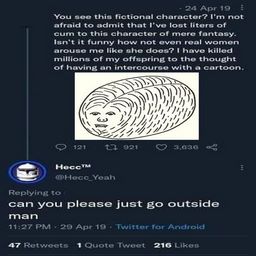 · 24 Apr 19
You see this fictional character? I'm not
afraid to admit that I've lost liters of
cum to this character of mere fantasy.
Isn't it funny how not even real women
arouse me like she does? I have killed
millions of my offspring to the thought
of having an intercourse with a cartoon.
121 921 3,636
Hecc™
@Hecc_Yeah
Replying to
can you please just go outside
man
11:27 PM · 29 Apr 19 · Twitter for Android
47 Retweets 1 Quote Tweet 216 Likes